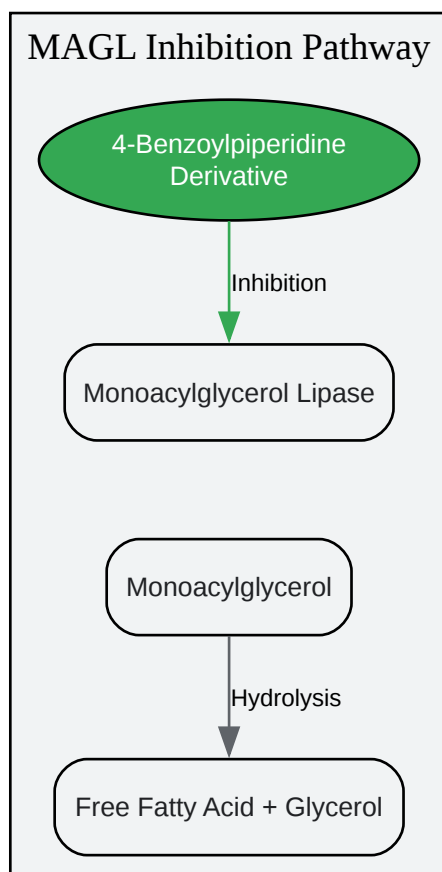 MAGL Inhibition Pathway
4-Benzoylpiperidine
Derivative
Inhibition
Monoacylglycerol Lipase
Monoacylglycerol
Hydrolysis
Free Fatty Acid + Glycerol